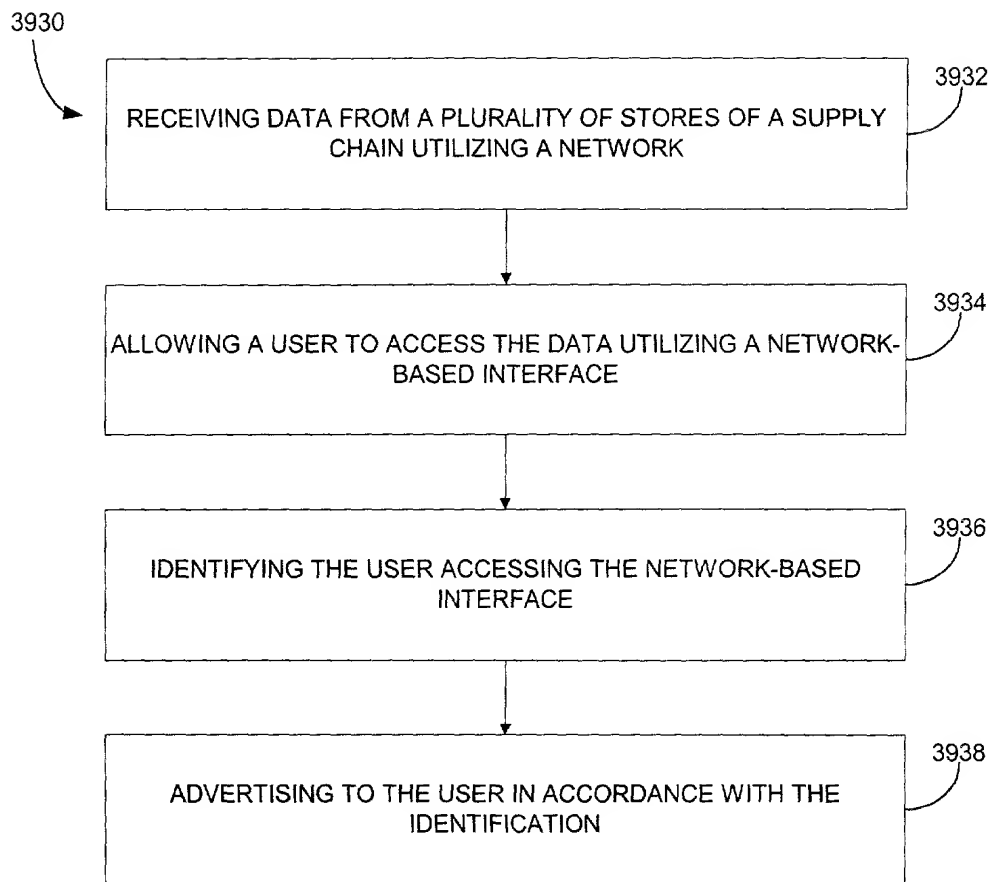 3930
3932
RECEIVING DATA FROM A PLURALITY OF STORES OF A SUPPLY
CHAIN UTILIZING A NETWORK
3934
ALLOWING A USER TO ACCESS THE DATA UTILIZING A NETWORK-
BASED INTERFACE
3936
IDENTIFYING THE USER ACCESSING THE NETWORK-BASED
INTERFACE
3938
ADVERTISING TO THE USER IN ACCORDANCE WITH THE
IDENTIFICATION